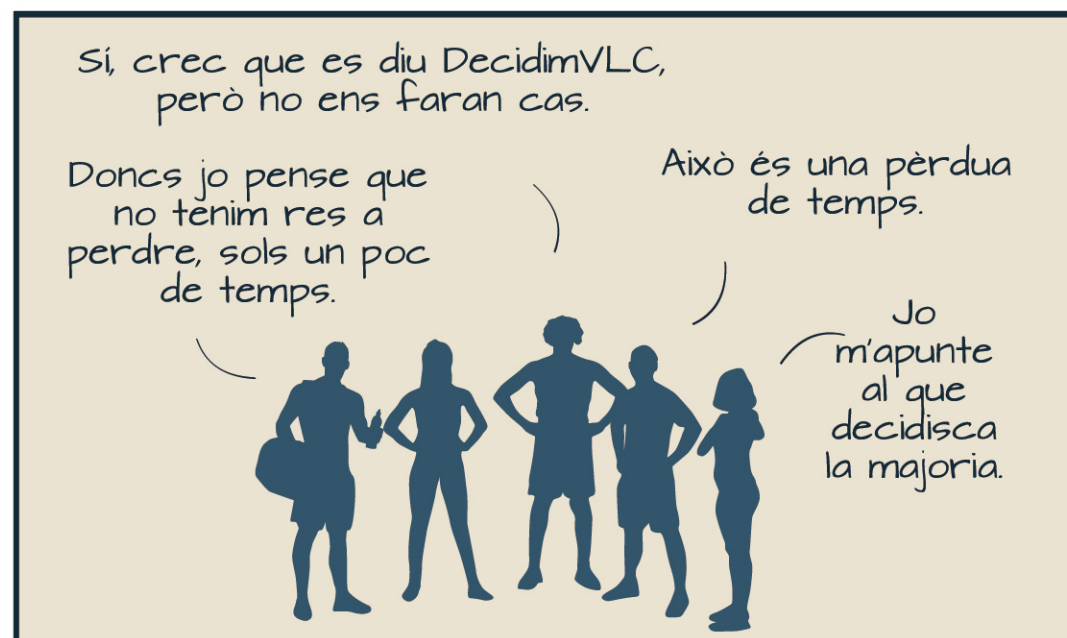 Sí, crec que es diu DecidimVLC,
però no ens faran cas.
Doncs jo pense que
no tenim res a
perdre, sols un poc
de temps.
Això és una pèrdua
de temps.
Jo
m'apunte
al que
decidisca
la majoria.